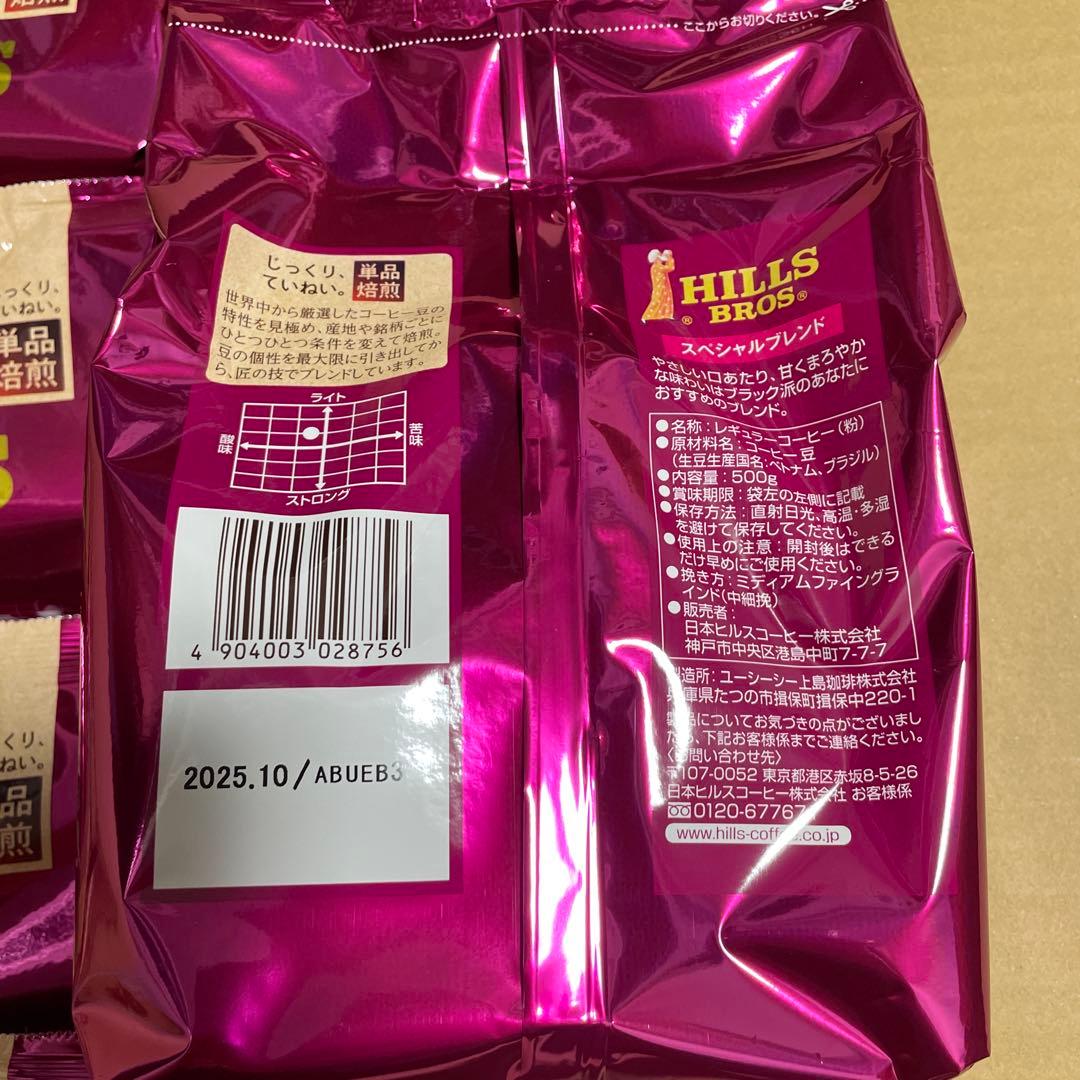 ここからお切りください。
じっくり、
ていねい。
単品
焙煎
世界中から厳選したコーヒー豆の
特性を見極め、産地や銘柄ごとに
ひとつひとつ条件を変えて焙煎。
豆の個性を最大限に引き出してか
ら、匠の技でブレンドしています。
ライト
酸味
苦味
ストロング
4 904003 028756
2025.10/ABUEB3
HILLS
BROS®
®
スペシャルブレンド
やさしい口あたり、甘くまろやか
な味わいはブラック派のあなたに
おすすめのブレンド。
●名称：レギュラーコーヒー（粉）
●原材料名：コーヒー豆
（生豆生産国名：ベトナム、ブラジル）
●内容量：500g
●賞味期限：袋左の左側に記載
●保存方法：直射日光、高温・多湿
を避けて保存してください。
●使用上の注意：開封後はできる
だけ早めにご使用ください。
●挽き方：ミディアムファイングラ
インド（中細挽）
●販売者：
日本ヒルスコーヒー株式会社
神戸市中央区港島中町7-7-7
製造所：ユーシーシー上島珈琲株式会社
兵庫県たつの市揖保町揖保中220-1
製品についてお気づきの点がございまし
たら、下記お客様係までご連絡ください。
〈お問い合わせ先〉
〒107-0052 東京都港区赤坂8-5-26
日本ヒルスコーヒー株式会社 お客様係
0120-67767
www.hills-coffee.co.jp
単品
焙煎